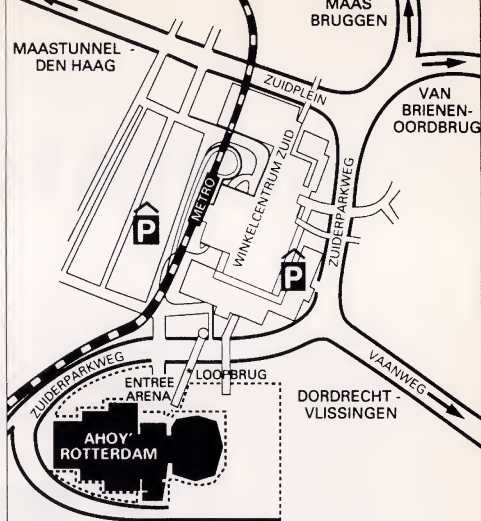 MAAS
BRUGGEN
MAASTUNNEL -
DEN HAAG
ZUIDPLEIN
VAN
BRIENEN-
OORDBRUG
WINKELCENTRUM ZUID
METRO
P
P
ZUIDERPARKWEG
ZUIDERPARKWEG
VAANWEG
LOOPBRUG
ENTREE
ARENA
DORDRECHT -
VLISSINGEN
AHOY'
ROTTERDAM